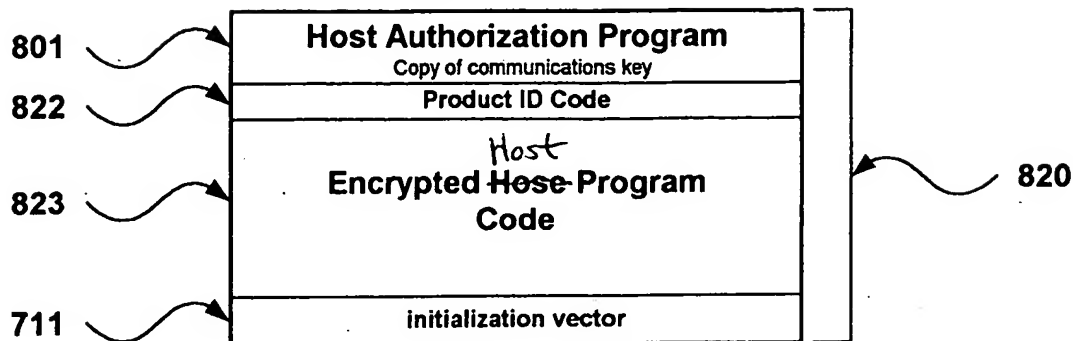 801
Host Authorization Program
Copy of communications key
822
Product ID Code
Host
823
Encrypted Hose Program
Code
820
711
initialization vector